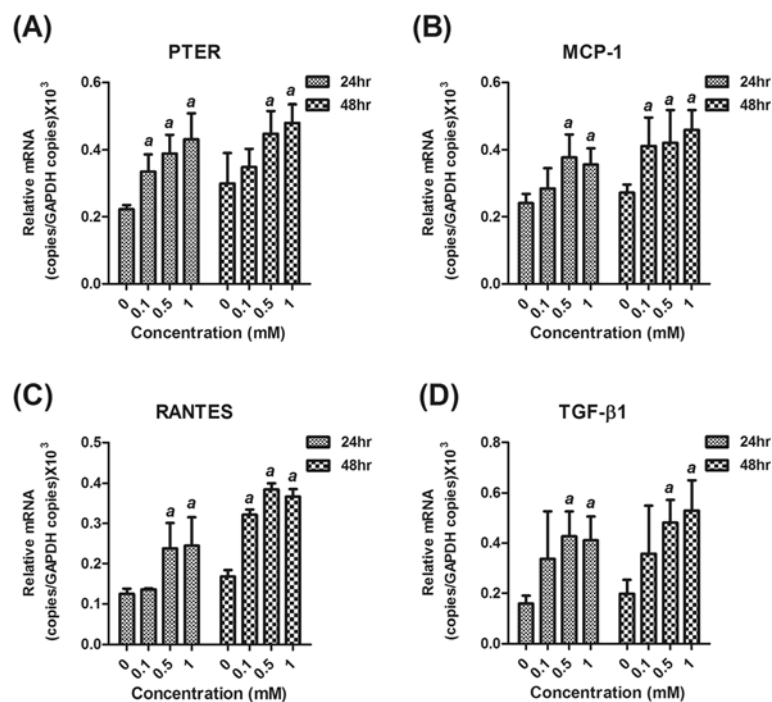 (A)
PTER
24hr
48hr
Relative mRNA
(copies/GAPDH copies)X10³
0.6
0.4
0.2
0.0
a a a a a
0 0.1 0.5 1 0 0.1 0.5 1
Concentration (mM)
(B)
MCP-1
24hr
48hr
Relative mRNA
(copies/GAPDH copies)X10³
0.6
0.4
0.2
0.0
a a a a a
0 0.1 0.5 1 0 0.1 0.5 1
Concentration (mM)
(C)
RANTES
24hr
48hr
Relative mRNA
(copies/GAPDH copies)X10³
0.5
0.4
0.3
0.2
0.1
0.0
a a a a a
0 0.1 0.5 1 0 0.1 0.5 1
Concentration (mM)
(D)
TGF-β1
24hr
48hr
Relative mRNA
(copies/GAPDH copies)X10³
0.8
0.6
0.4
0.2
0.0
a a a a
0 0.1 0.5 1 0 0.1 0.5 1
Concentration (mM)